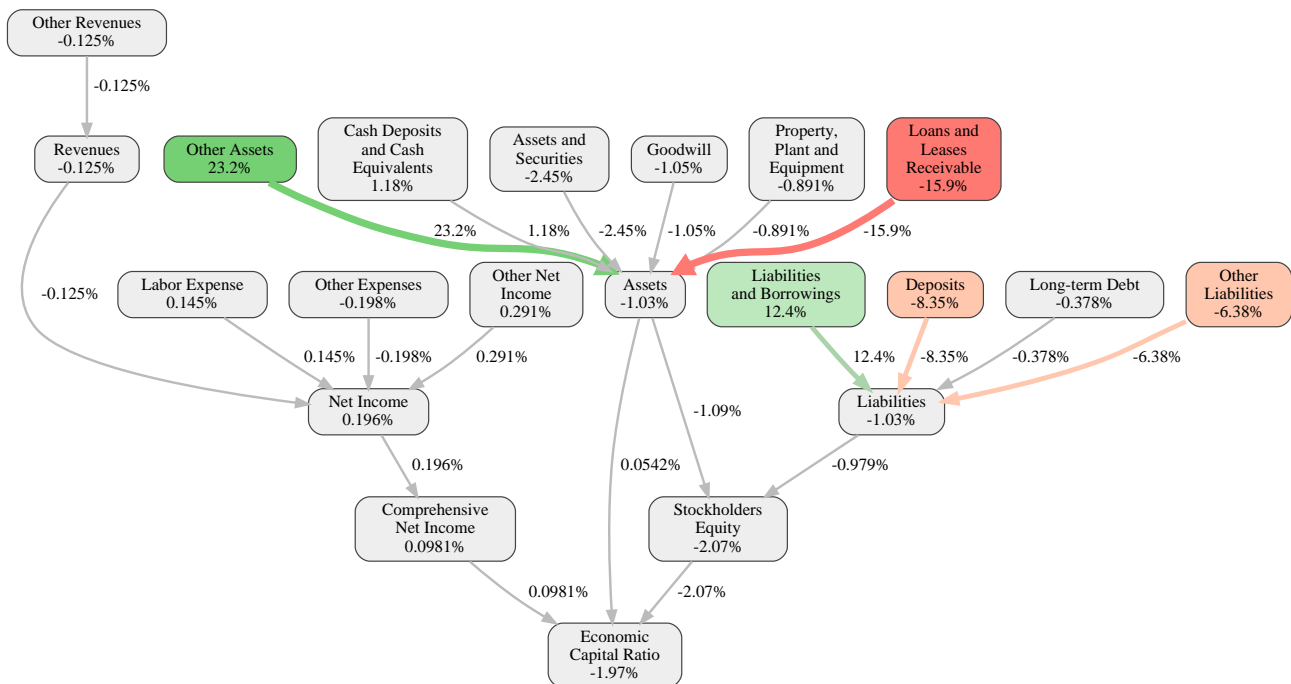 Other Revenues
-0.125%
-0.125%
Revenues
-0.125%
Other Assets
23.2%
Cash Deposits
and Cash
Equivalents
1.18%
Assets and
Securities
-2.45%
Goodwill
-1.05%
Property,
Plant and
Equipment
-0.891%
Loans and
Leases
Receivable
-15.9%
23.2%
1.18%
-2.45%
-1.05%
-0.891%
-15.9%
-0.125%
Labor Expense
0.145%
Other Expenses
-0.198%
Other Net
Income
0.291%
Assets
-1.03%
Liabilities
and Borrowings
12.4%
Deposits
-8.35%
Long-term Debt
-0.378%
Other
Liabilities
-6.38%
0.145%
-0.198%
0.291%
12.4%
-8.35%
-0.378%
-6.38%
Net Income
0.196%
-1.09%
Liabilities
-1.03%
0.196%
0.0542%
-0.979%
Comprehensive
Net Income
0.0981%
Stockholders
Equity
-2.07%
0.0981%
-2.07%
Economic
Capital Ratio
-1.97%